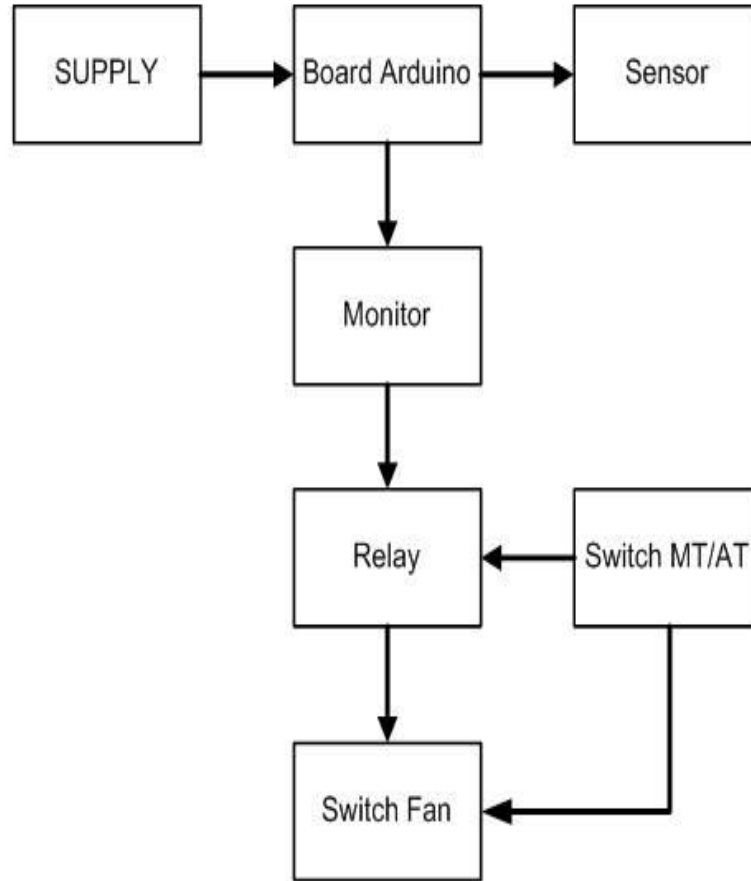 SUPPLY
Board Arduino
Sensor
Monitor
Relay
Switch MT/AT
Switch Fan